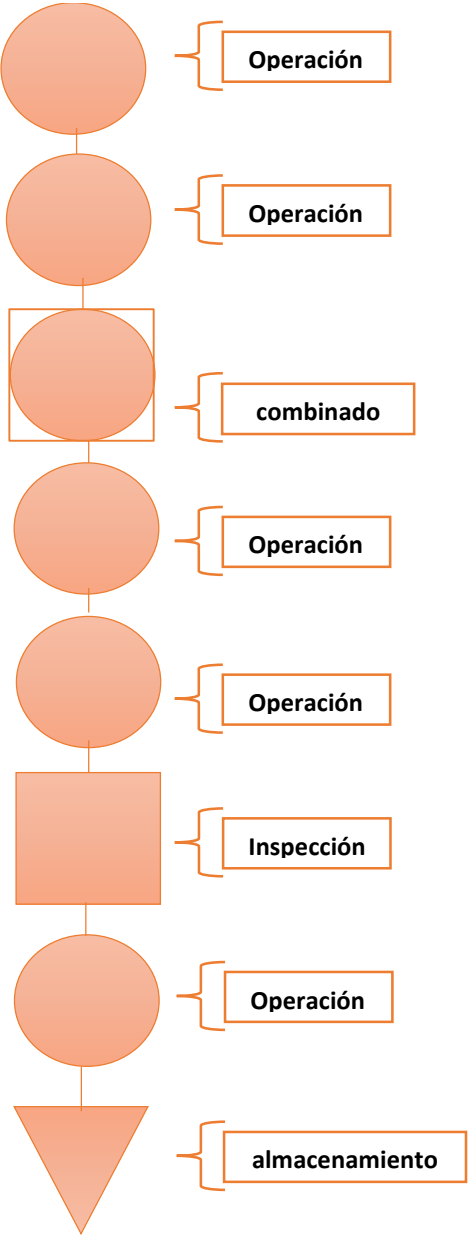 Operación
Operación
combinado
Operación
Operación
Inspección
Operación
almacenamiento